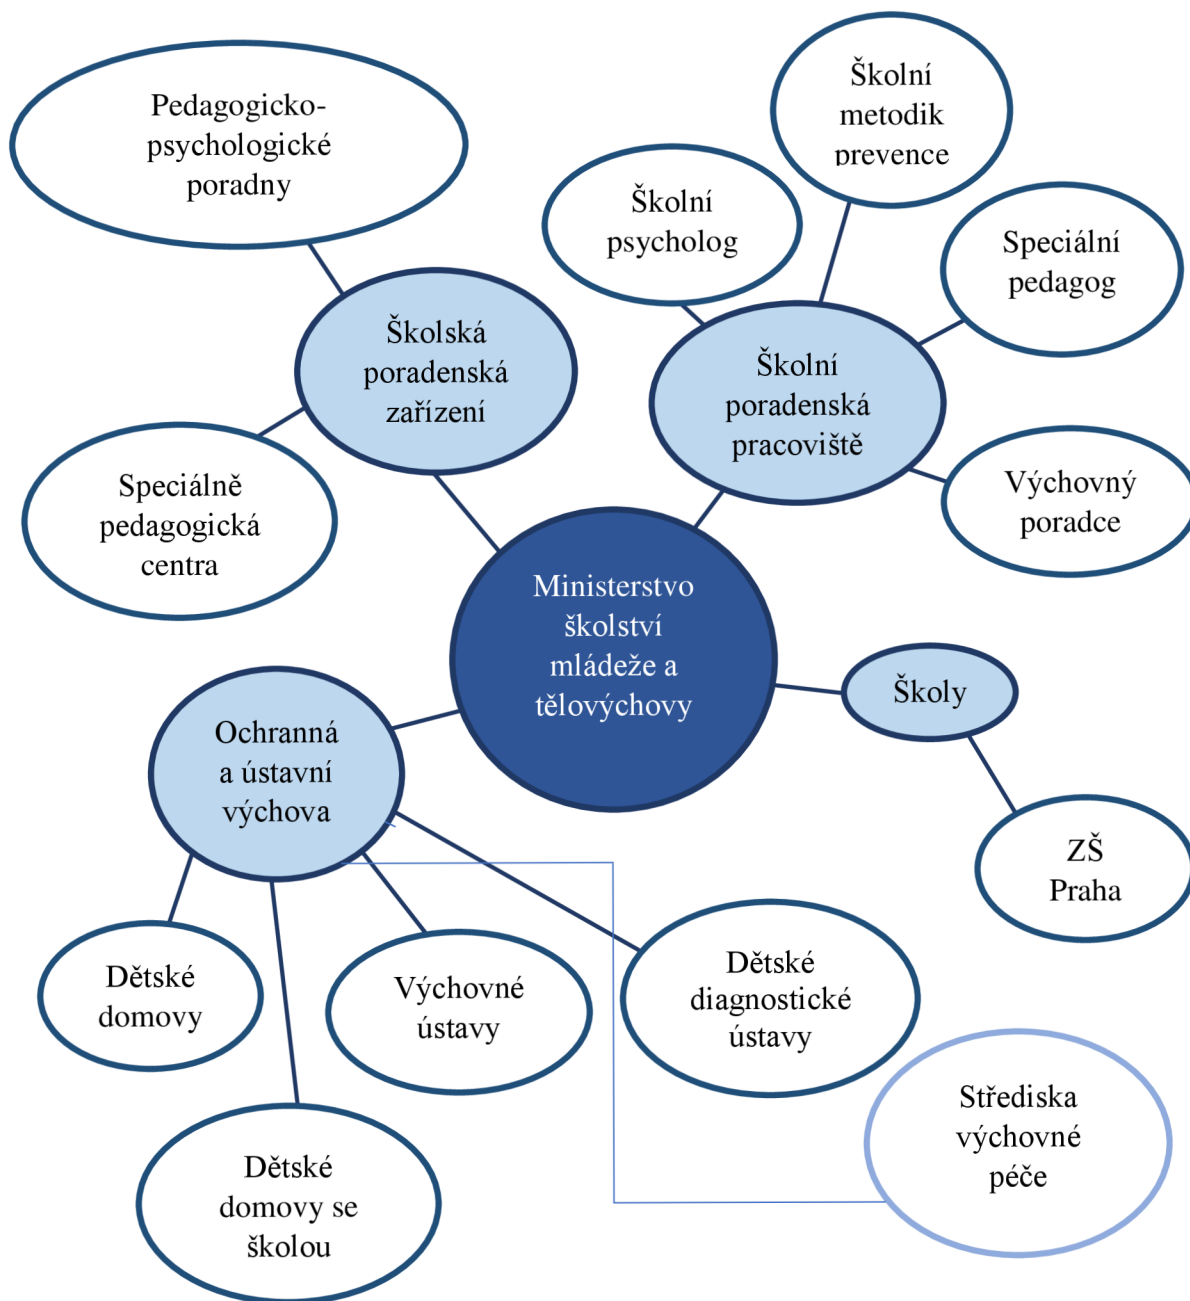 Pedagogicko-
psychologické
poradny
Školní
metodik
prevence
Školní
psycholog
Speciální
pedagog
Školská
poradenská
zařízení
Školní
poradenská
pracoviště
Speciálně
pedagogická
centra
Výchovný
poradce
Ministerstvo
školství
mládeže a
tělovýchovy
Školy
Ochranná
a ústavní
výchova
ZŠ
Praha
Dětské
domovy
Výchovné
ústavy
Dětské
diagnostické
ústavy
Střediska
výchovné
péče
Dětské
domovy se
školou